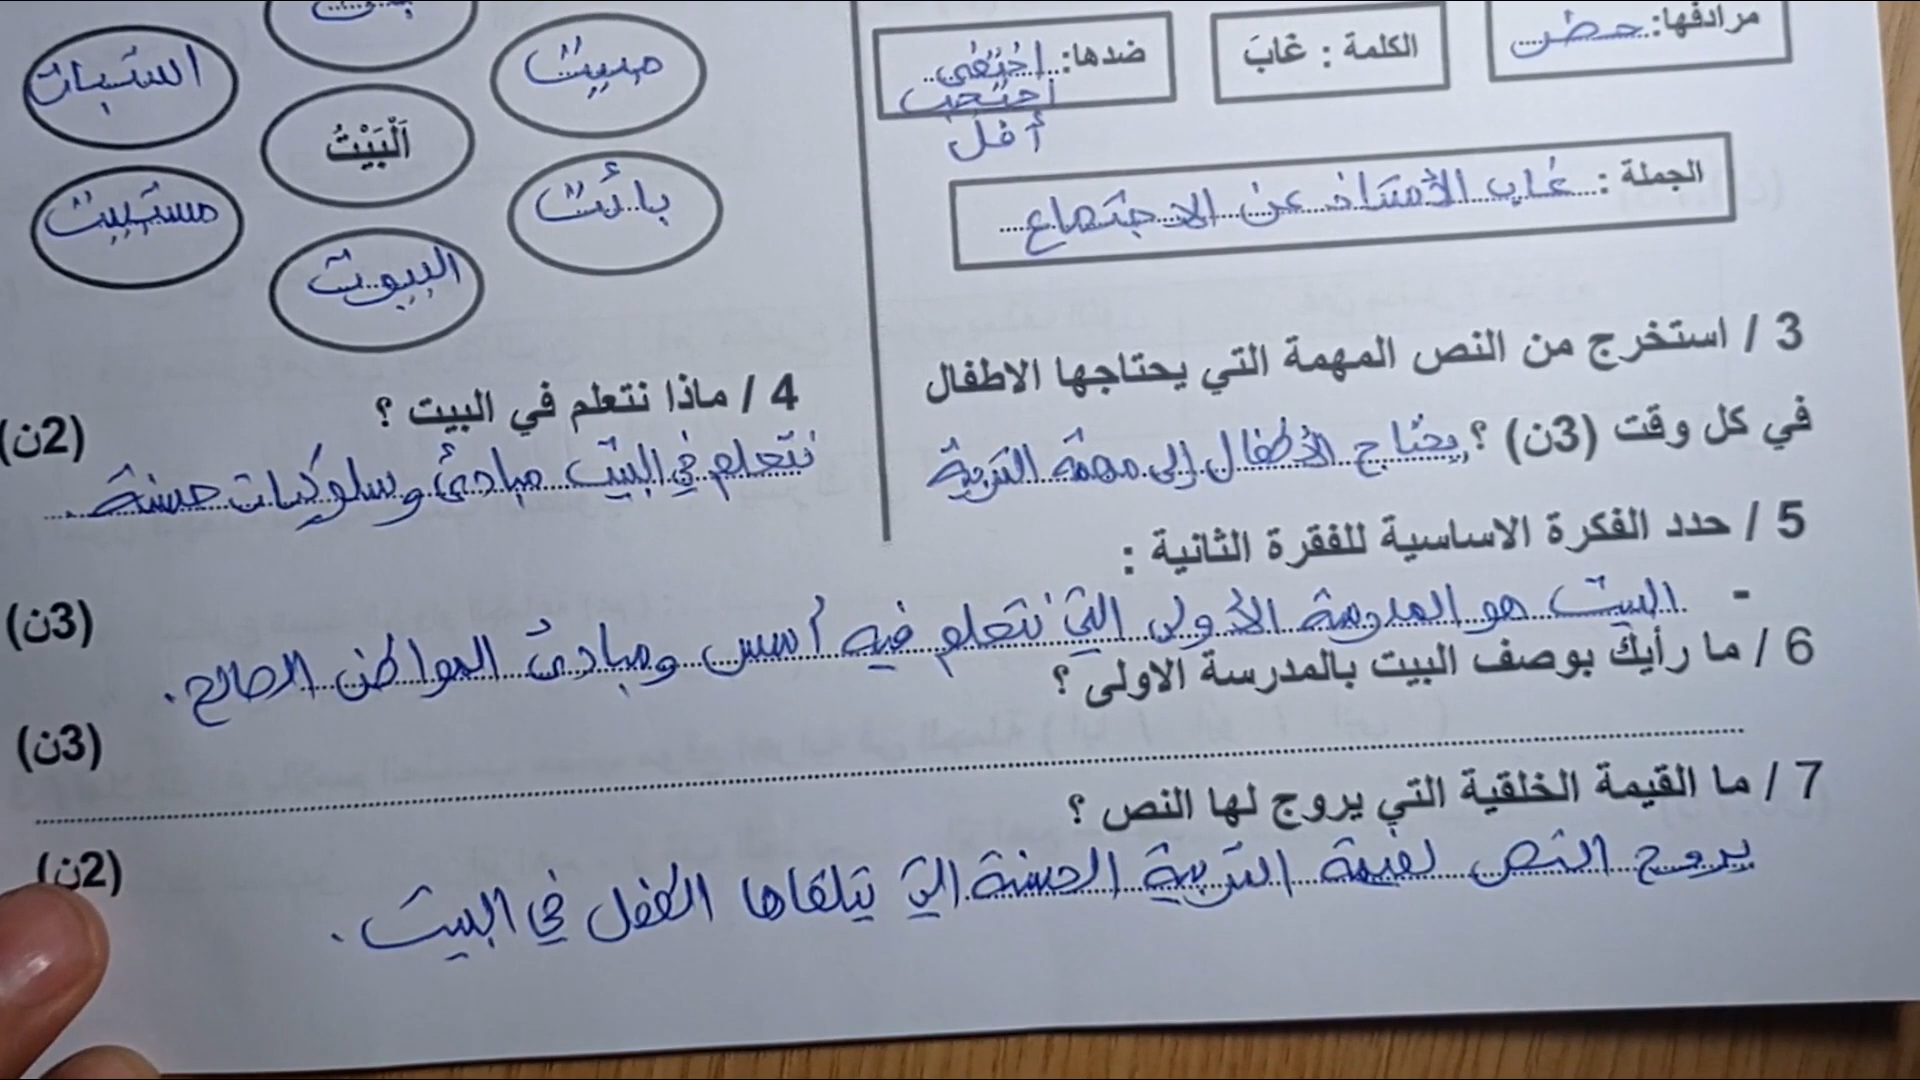 مرادفها: حضر
الكلمة : غابَ
ضدها: اختفى
احتجب
أفل
الجملة : غاب الأستاذ عن الاجتماع
مبيت
استبات
اَلْبَيْتُ
بائت
مستبيت
البيوت
3 / استخرج من النص المهمة التي يحتاجها الاطفال
في كل وقت (3ن) ؟ يحتاج الأطفال إلى مهمة التربية
4 / ماذا نتعلم في البيت ؟ (2ن)
نتعلم في البيت مبادئ وسلوكيات حسنة
5 / حدد الفكرة الاساسية للفقرة الثانية :
- البيت هو المدرسة الأولى التي نتعلم فيه أسس ومبادئ المواطن الصالح. (3ن)
6 / ما رأيك بوصف البيت بالمدرسة الاولى ؟ (3ن)
7 / ما القيمة الخلقية التي يروج لها النص ؟ (2ن)
يروج النص لقيمة التربية الحسنة التي يتلقاها الطفل في البيت .